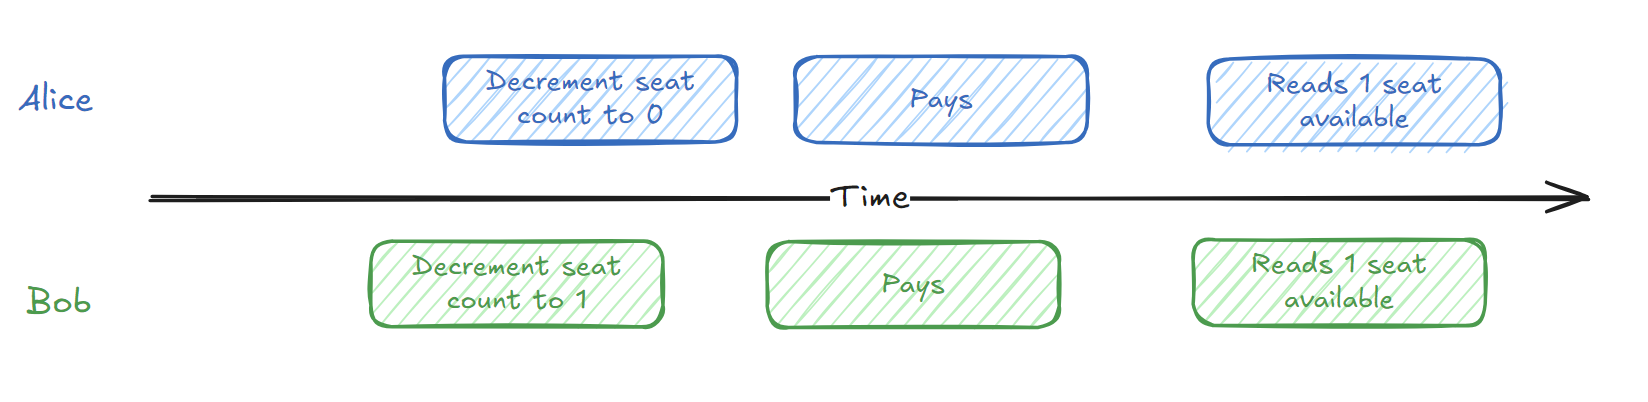 Alice
Decrement seat
count to 0
Pays
Reads 1 seat
available
Time
Bob
Decrement seat
count to 1
Pays
Reads 1 seat
available